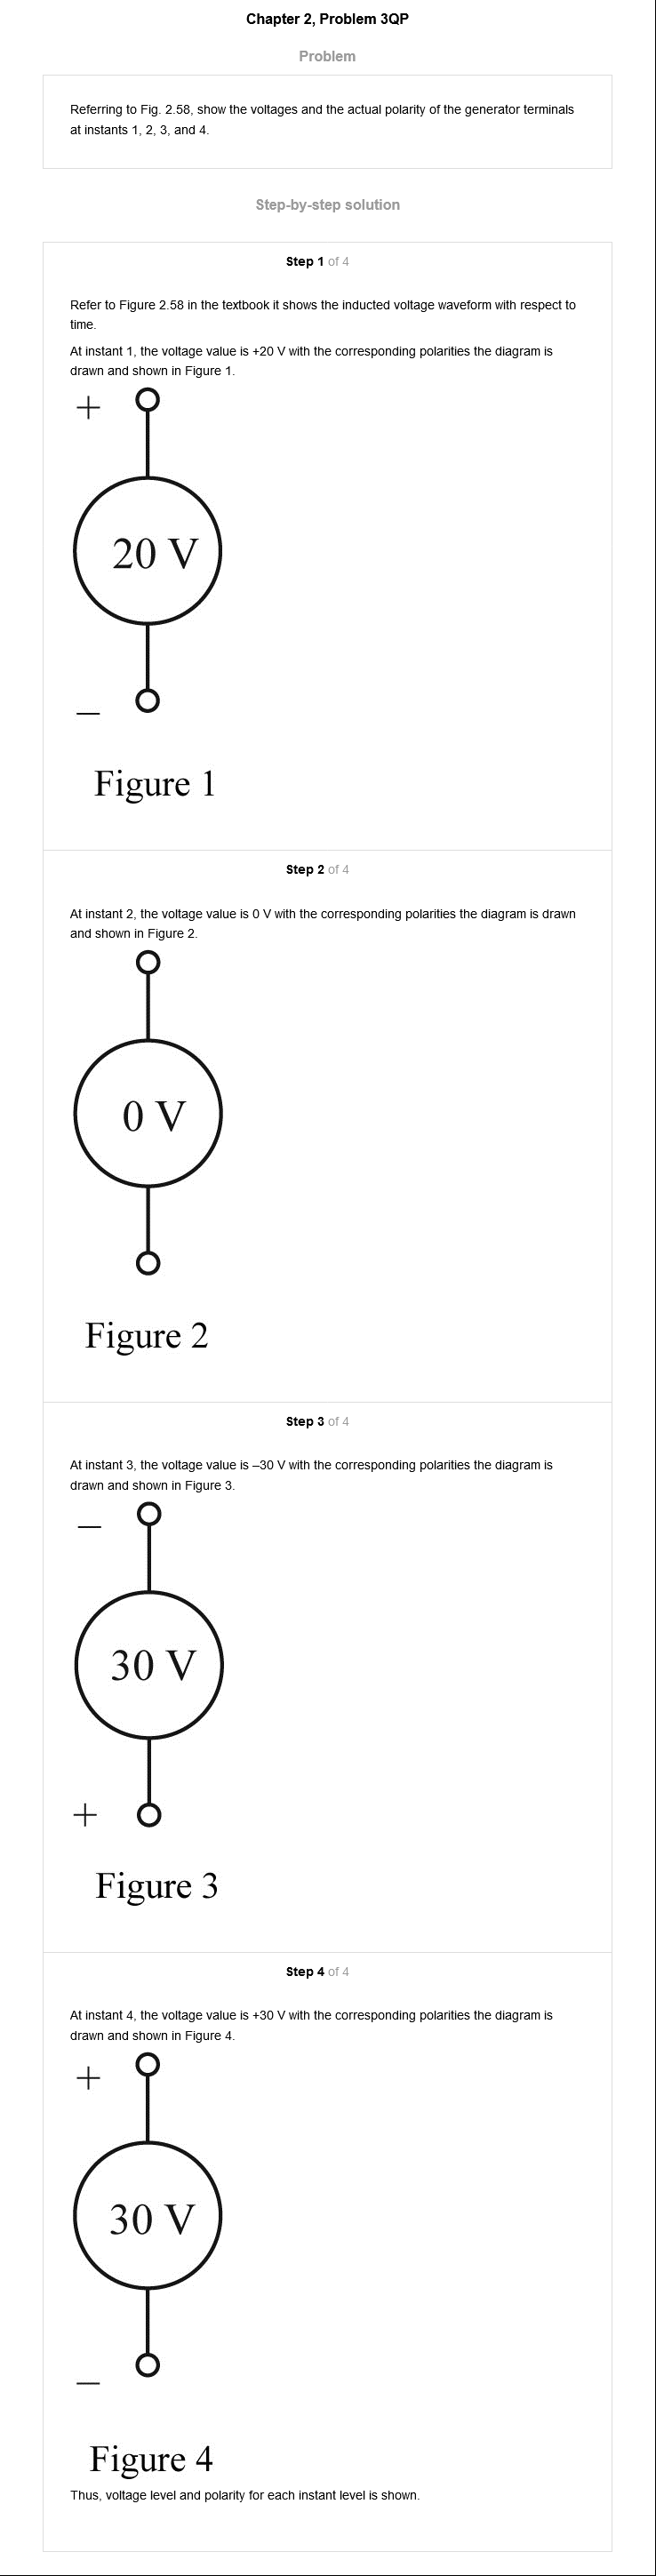 Chapter 2, Problem 3QP
Problem
Referring to Fig. 2.58, show the voltages and the actual polarity of the generator terminals
at instants 1, 2, 3, and 4.
Step-by-step solution
Step 1 of 4
Refer to Figure 2.58 in the textbook it shows the inducted voltage waveform with respect to
time.
At instant 1, the voltage value is +20 V with the corresponding polarities the diagram is
drawn and shown in Figure 1.
+
20 V
–
Figure 1
Step 2 of 4
At instant 2, the voltage value is 0 V with the corresponding polarities the diagram is drawn
and shown in Figure 2.
0 V
Figure 2
Step 3 of 4
At instant 3, the voltage value is –30 V with the corresponding polarities the diagram is
drawn and shown in Figure 3.
–
30 V
+
Figure 3
Step 4 of 4
At instant 4, the voltage value is +30 V with the corresponding polarities the diagram is
drawn and shown in Figure 4.
+
30 V
–
Figure 4
Thus, voltage level and polarity for each instant level is shown.